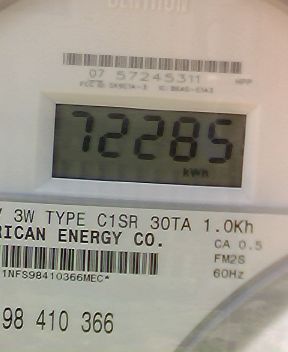 CENTRON
07 57245311
72285
kWh
3W TYPE C1SR 30TA 1.0Kh
RICAN ENERGY CO.
CA 0.5
FM2S
60Hz
1NFS98410366MEC*
98 410 366